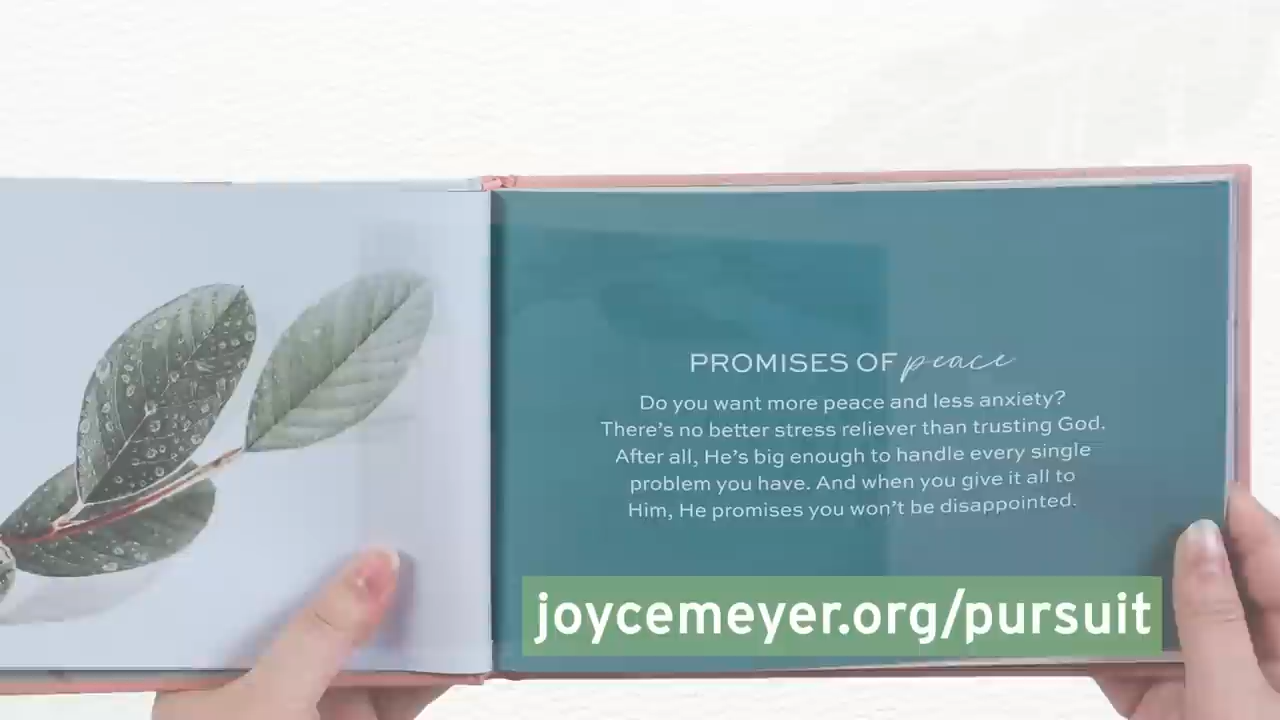 PROMISES OF peace
Do you want more peace and less anxiety?
There's no better stress reliever than trusting God.
After all, He's big enough to handle every single
problem you have. And when you give it all to
Him, He promises you won't be disappointed.
joycemeyer.org/pursuit